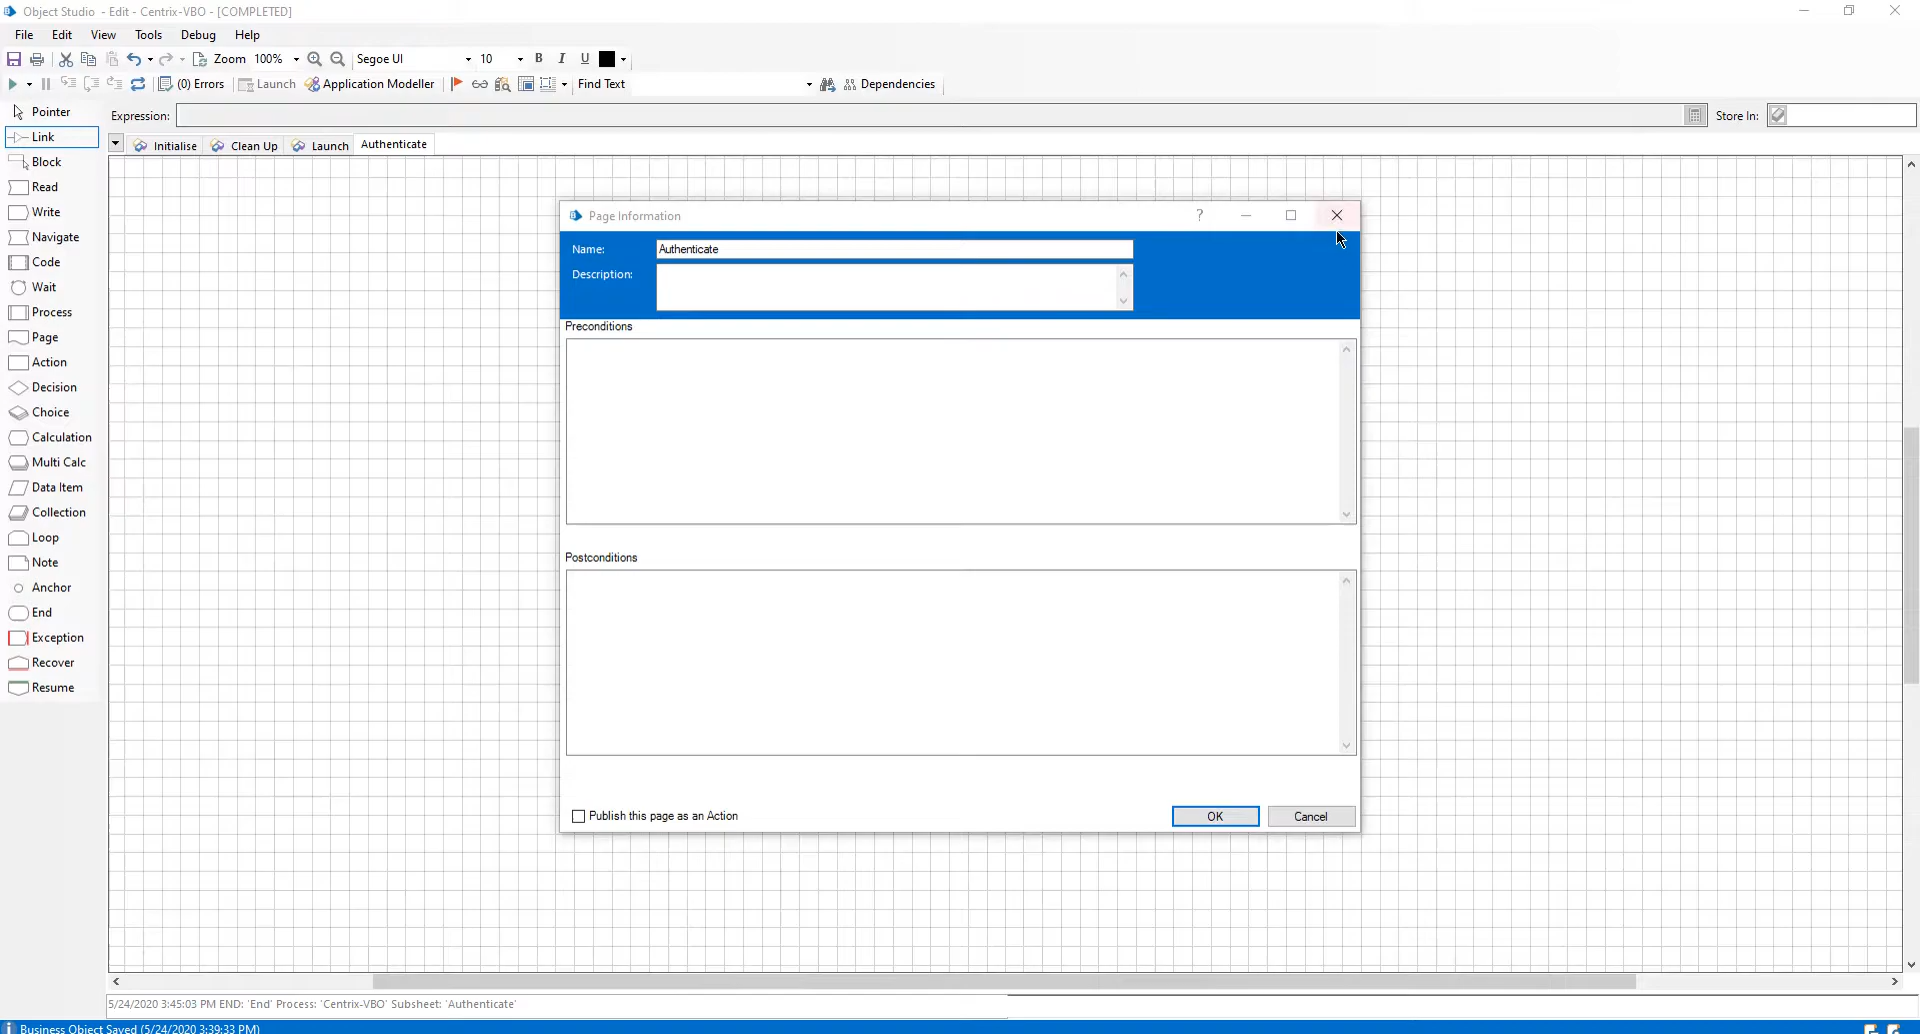 Object Studio - Edit - Centrix-VBO - [COMPLETED]
File Edit View Tools Debug Help
Zoom 100% Segoe UI 10 B I U
(0) Errors Launch Application Modeller Find Text Dependencies
Expression: Store In:
Initialise Clean Up Launch Authenticate
Pointer
Link
Block
Read
Write
Navigate
Code
Wait
Process
Page
Action
Decision
Choice
Calculation
Multi Calc
Data Item
Collection
Loop
Note
Anchor
End
Exception
Recover
Resume
Page Information ?
Name: Authenticate
Description:
Preconditions
Postconditions
Publish this page as an Action OK Cancel
5/24/2020 3:45:03 PM END: 'End' Process: 'Centrix-VBO' Subsheet: 'Authenticate'
Business Object Saved (5/24/2020 3:39:33 PM)